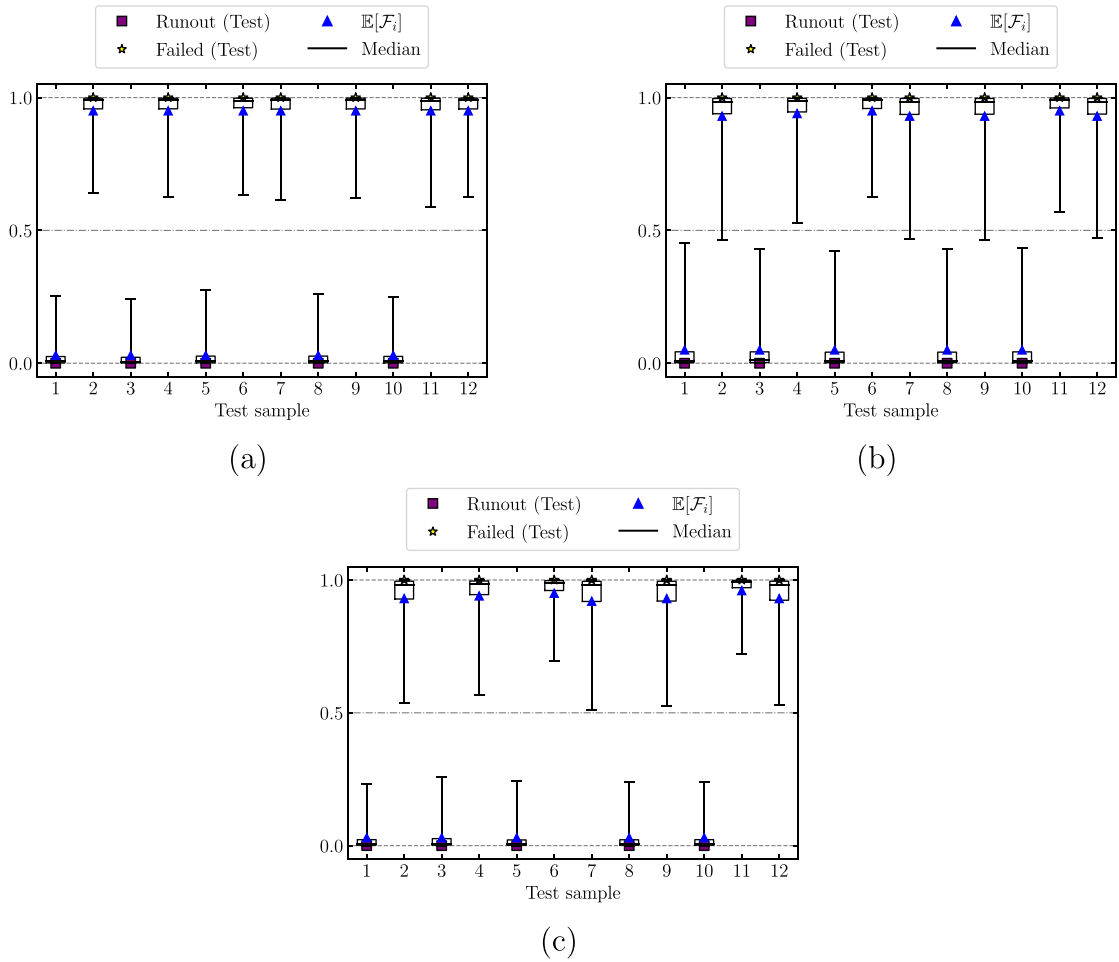 Runout (Test) 𝔼[ℱᵢ]
Failed (Test) Median
1.0
0.5
0.0
1 2 3 4 5 6 7 8 9 10 11 12
Test sample
(a)
Runout (Test) 𝔼[ℱᵢ]
Failed (Test) Median
1.0
0.5
0.0
1 2 3 4 5 6 7 8 9 10 11 12
Test sample
(b)
Runout (Test) 𝔼[ℱᵢ]
Failed (Test) Median
1.0
0.5
0.0
1 2 3 4 5 6 7 8 9 10 11 12
Test sample
(c)